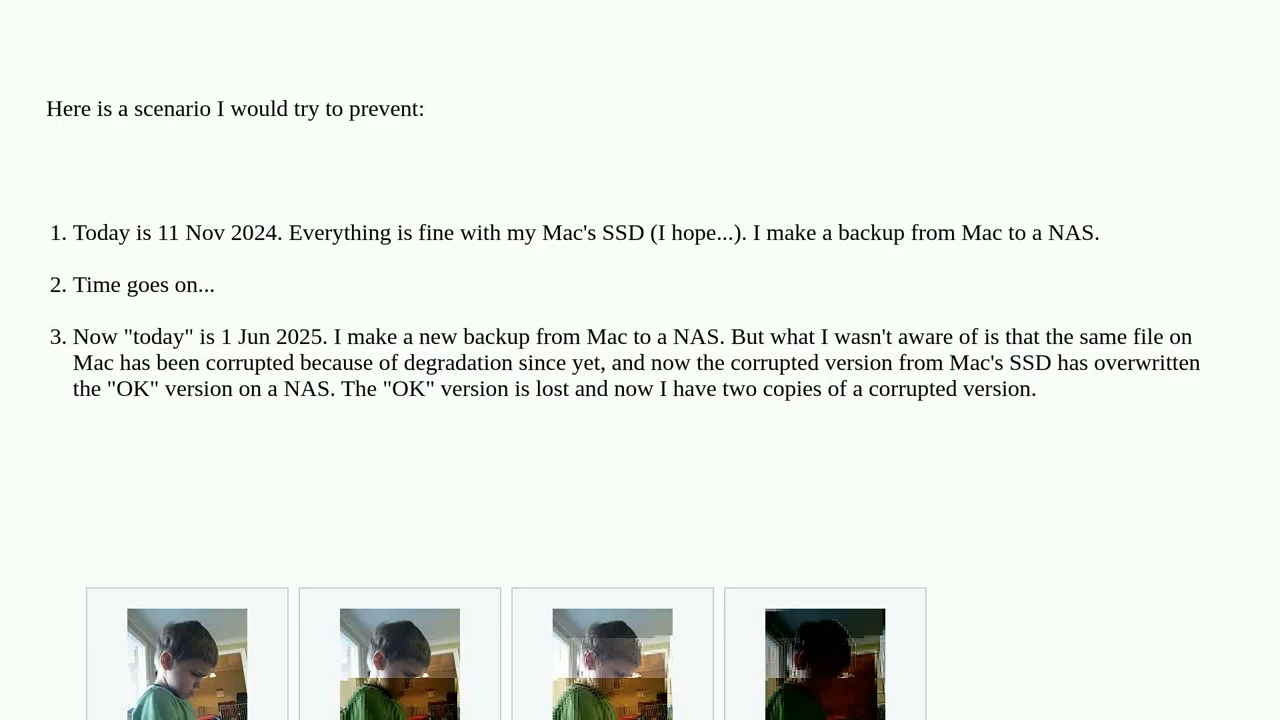 Here is a scenario I would try to prevent:
1. Today is 11 Nov 2024. Everything is fine with my Mac's SSD (I hope...). I make a backup from Mac to a NAS.
2. Time goes on...
3. Now "today" is 1 Jun 2025. I make a new backup from Mac to a NAS. But what I wasn't aware of is that the same file on
Mac has been corrupted because of degradation since yet, and now the corrupted version from Mac's SSD has overwritten
the "OK" version on a NAS. The "OK" version is lost and now I have two copies of a corrupted version.